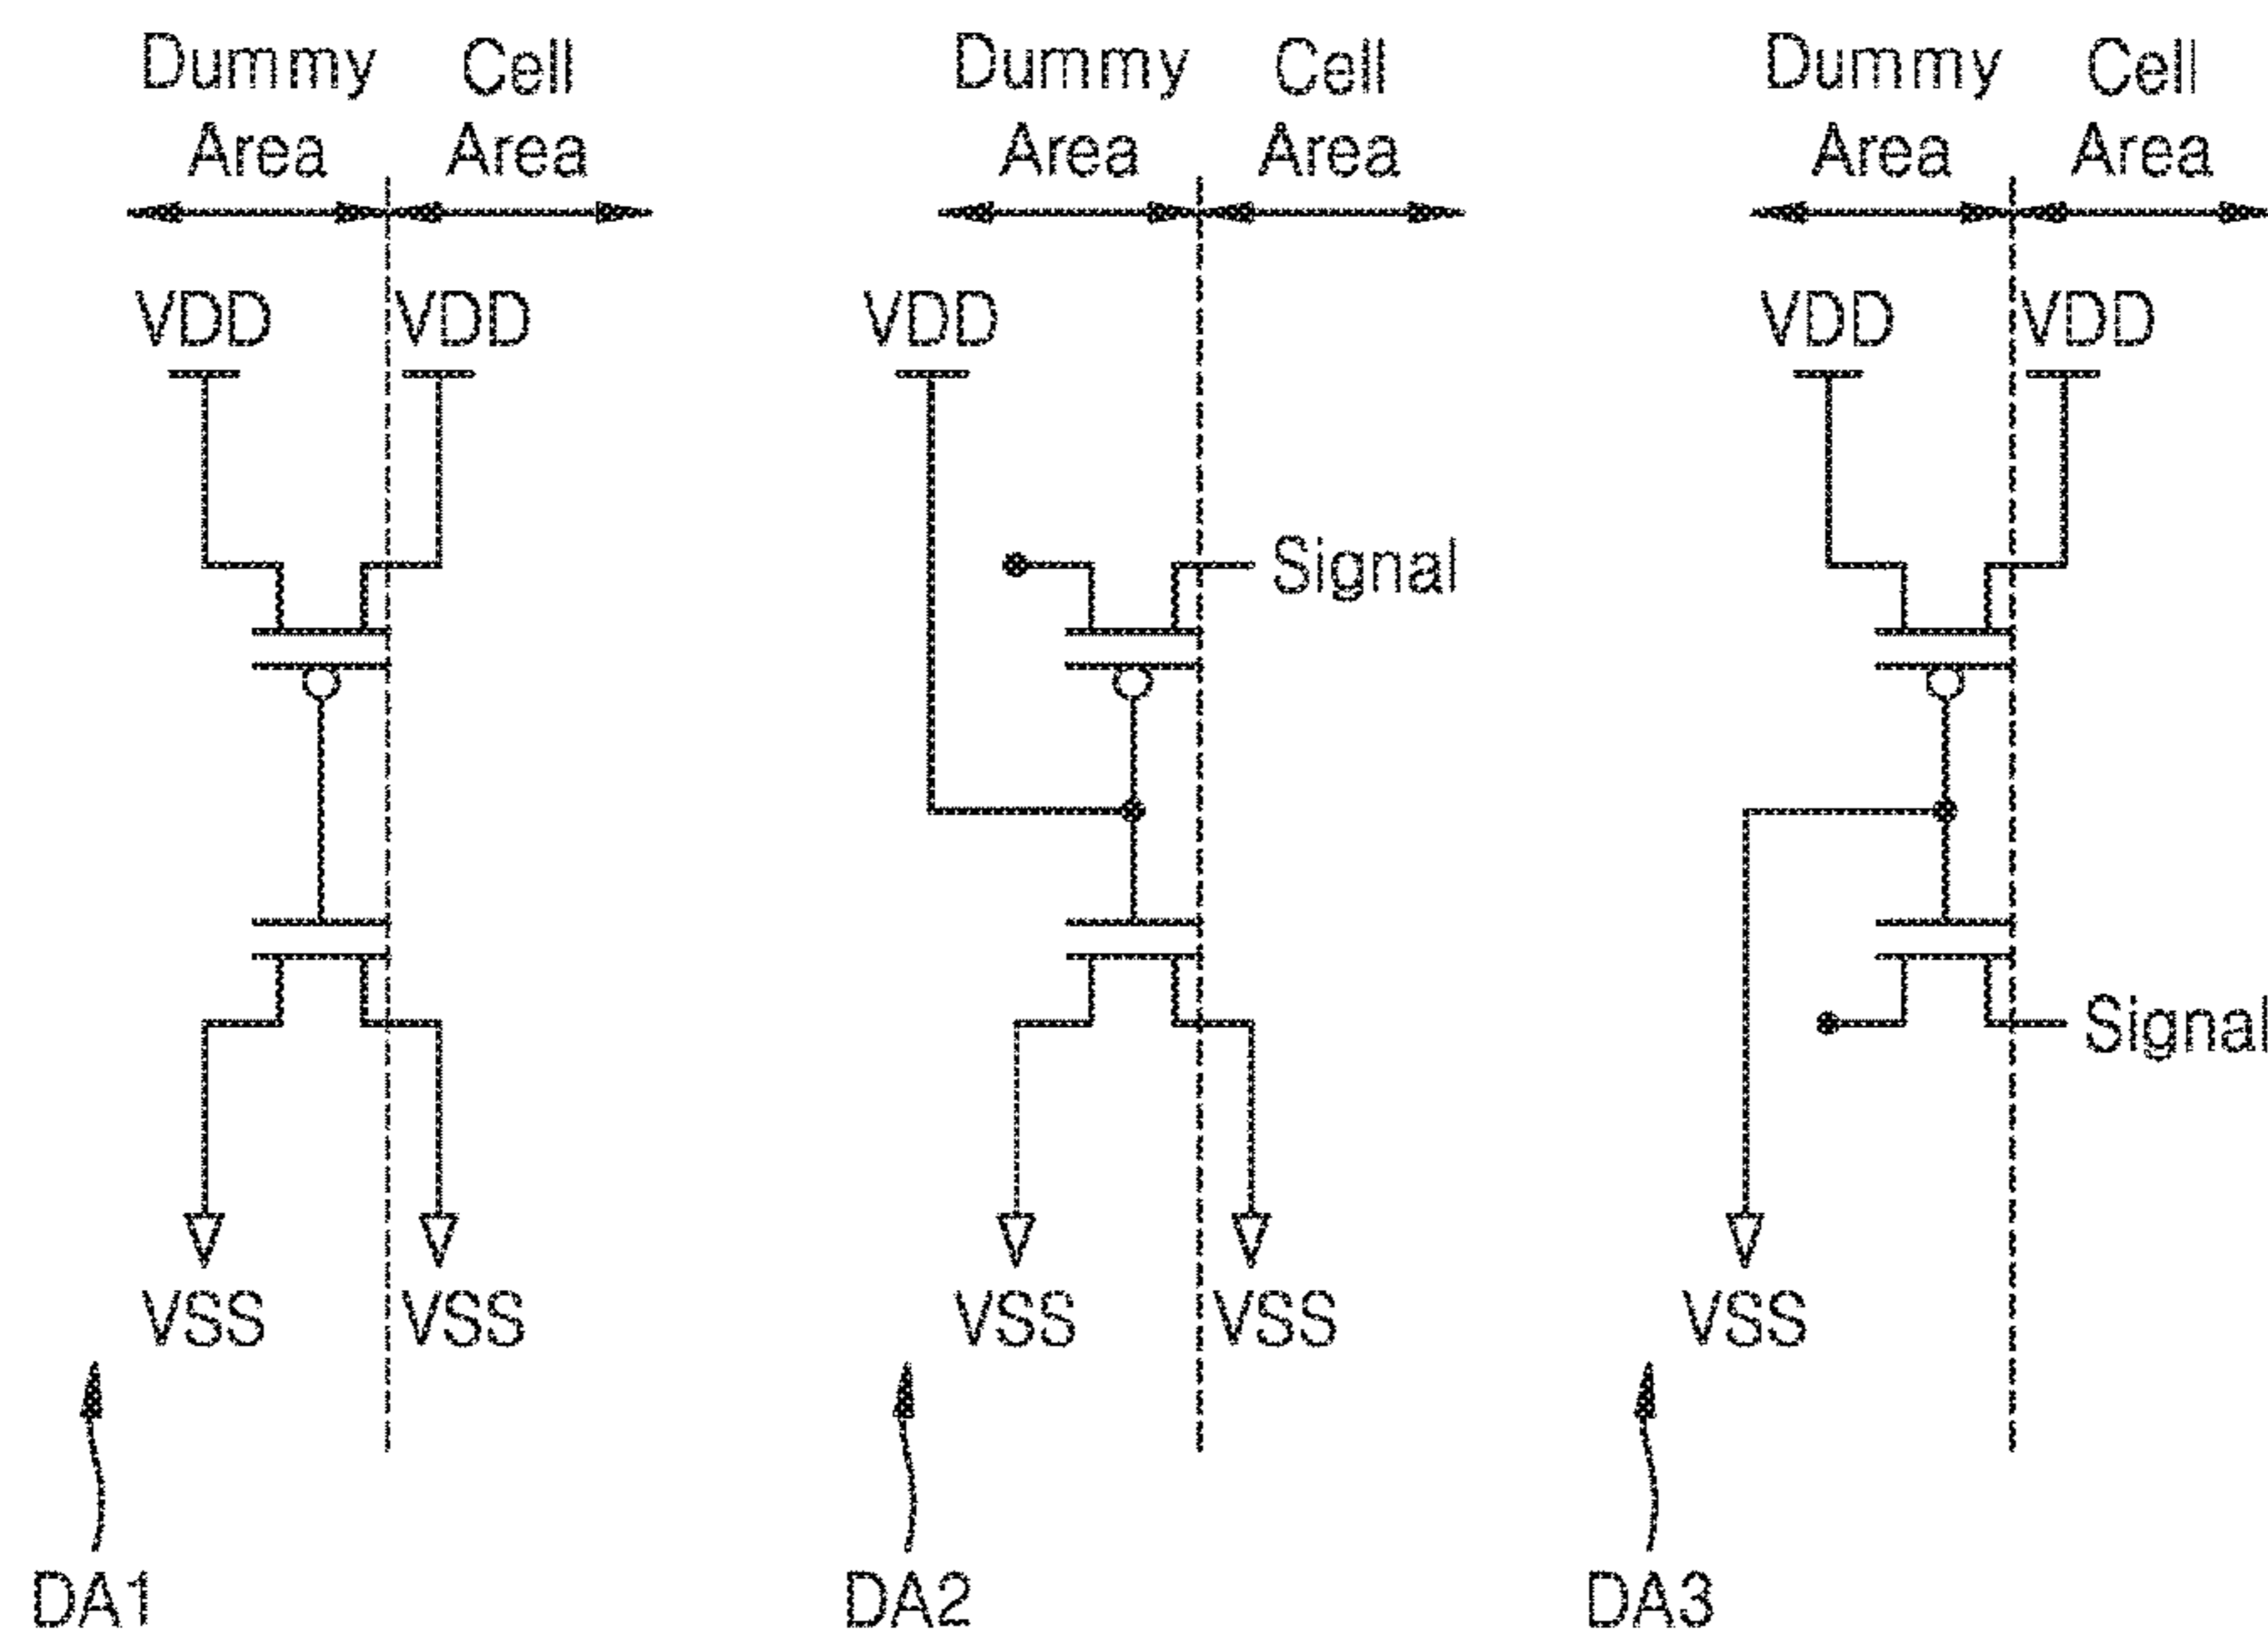 Dummy Area
Cell Area
VDD
VDD
VSS
VSS
DA1
Dummy Area
Cell Area
VDD
Signal
VSS
VSS
DA2
Dummy Area
Cell Area
VDD
VDD
Signal
VSS
DA3